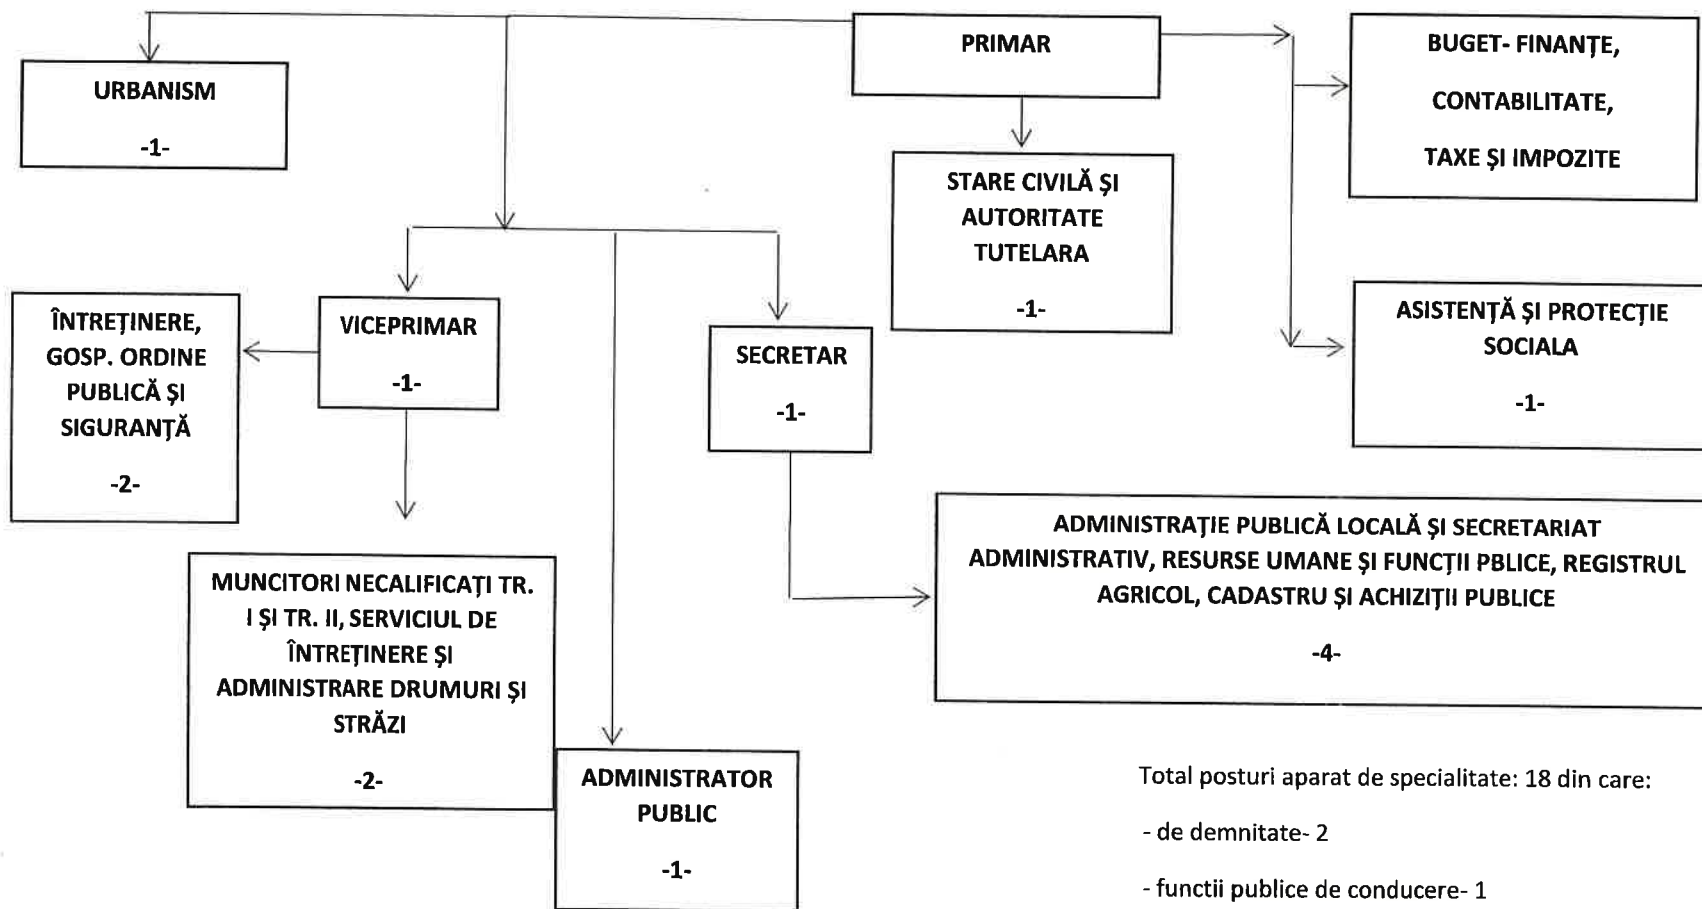 PRIMAR
BUGET- FINANȚE,
CONTABILITATE,
TAXE ȘI IMPOZITE
URBANISM
-1-
STARE CIVILĂ ȘI
AUTORITATE
TUTELARA
-1-
ÎNTREȚINERE,
GOSP. ORDINE
PUBLICĂ ȘI
SIGURANȚĂ
-2-
VICEPRIMAR
-1-
SECRETAR
-1-
ASISTENȚĂ ȘI PROTECȚIE
SOCIALA
-1-
ADMINISTRAȚIE PUBLICĂ LOCALĂ ȘI SECRETARIAT
ADMINISTRATIV, RESURSE UMANE ȘI FUNCȚII PBLICE, REGISTRUL
AGRICOL, CADASTRU ȘI ACHIZIȚII PUBLICE
-4-
MUNCITORI NECALIFICAȚI TR.
I ȘI TR. II, SERVICIUL DE
ÎNTREȚINERE ȘI
ADMINISTRARE DRUMURI ȘI
STRĂZI
-2-
ADMINISTRATOR
PUBLIC
-1-
Total posturi aparat de specialitate: 18 din care:
- de demnitate- 2
- functii publice de conducere- 1